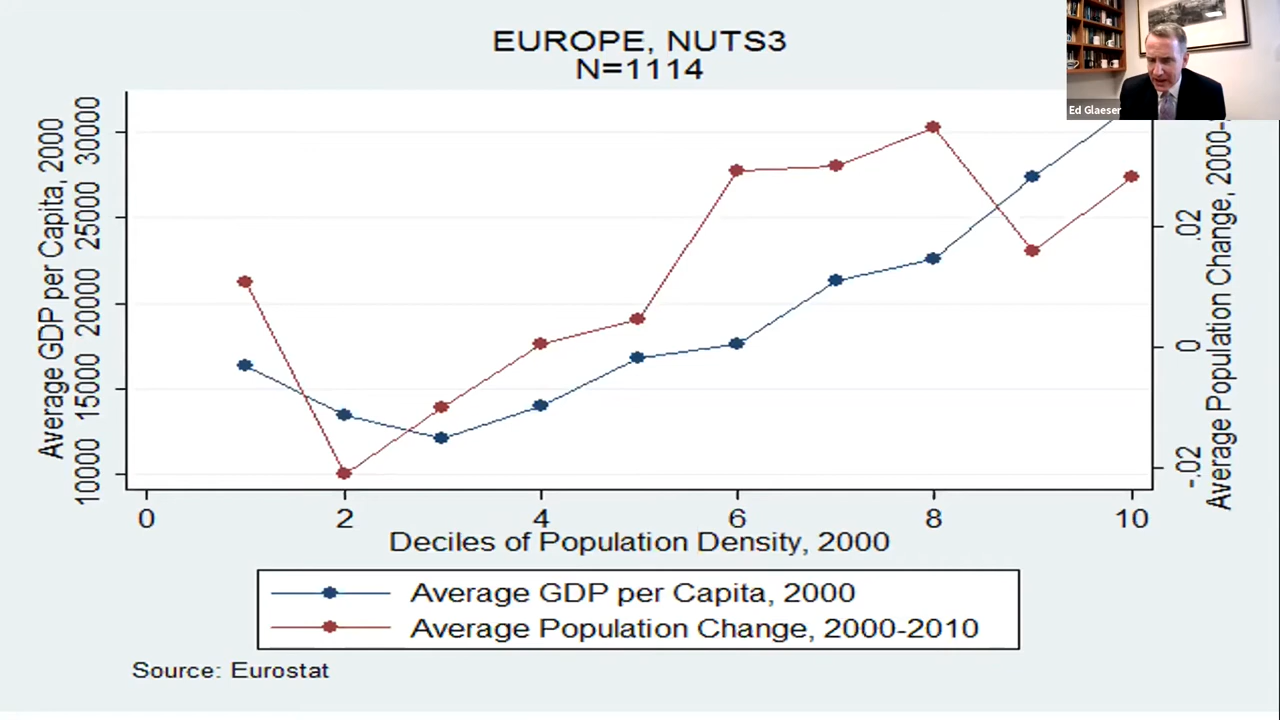 EUROPE, NUTS3
N=1114
Ed Glaeser
Average GDP per Capita, 2000
30000
25000
20000
15000
10000
.02
0
-.02
Average Population Change, 2000-
0 2 4 6 8 10
Deciles of Population Density, 2000
Average GDP per Capita, 2000
Average Population Change, 2000-2010
Source: Eurostat